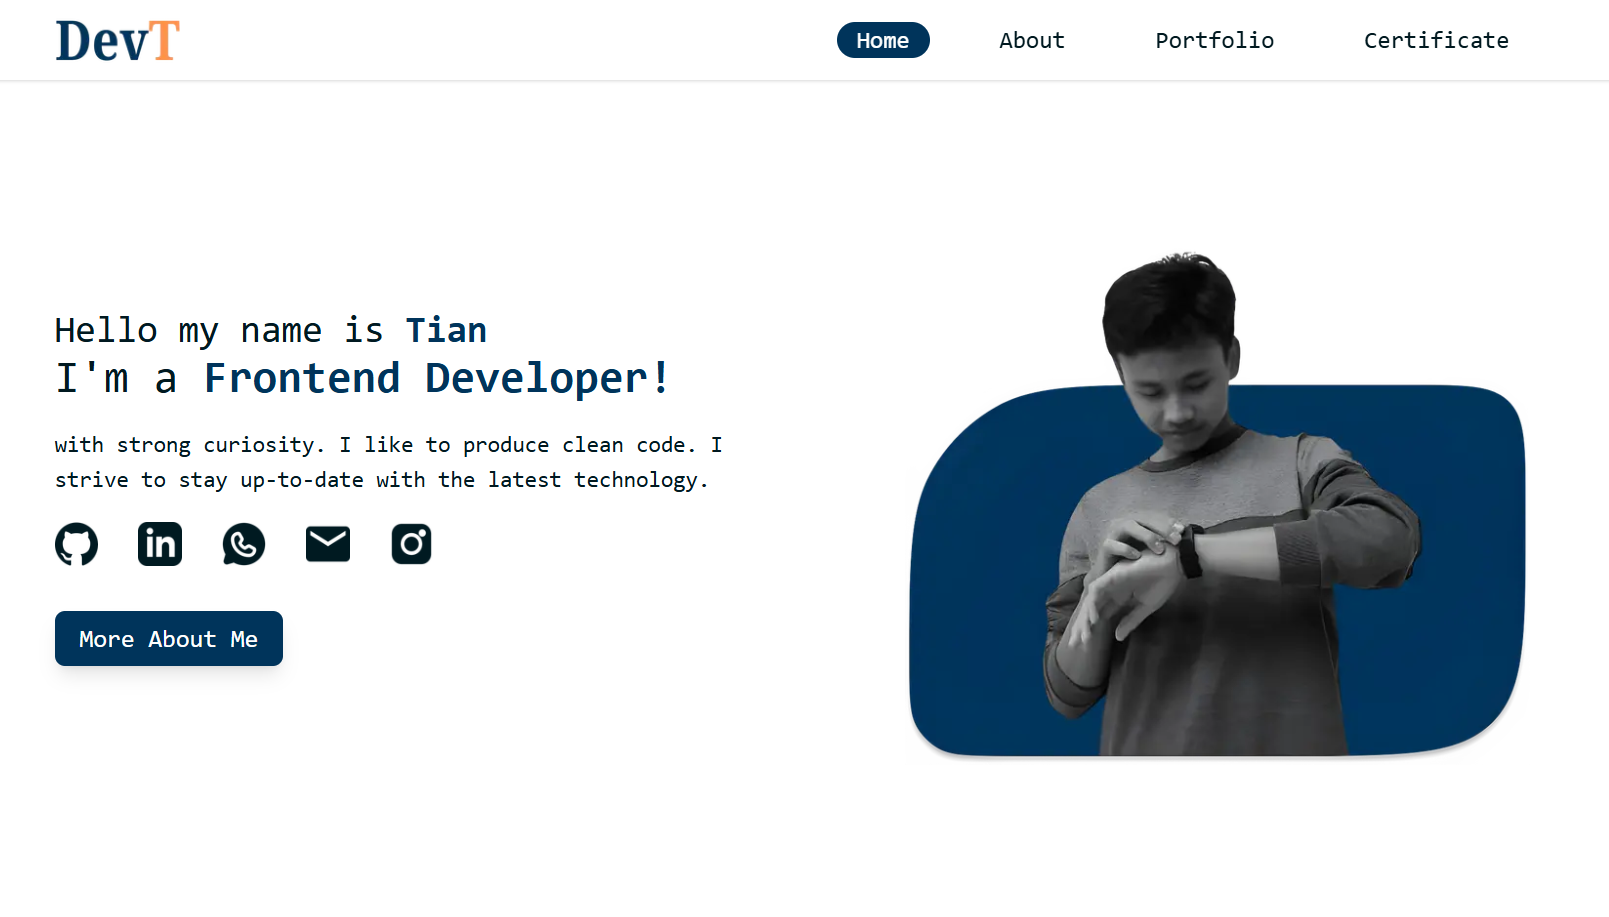 DevT
Home
About
Portfolio
Certificate
Hello my name is Tian
I'm a Frontend Developer!
with strong curiosity. I like to produce clean code. I
strive to stay up-to-date with the latest technology.
in
More About Me